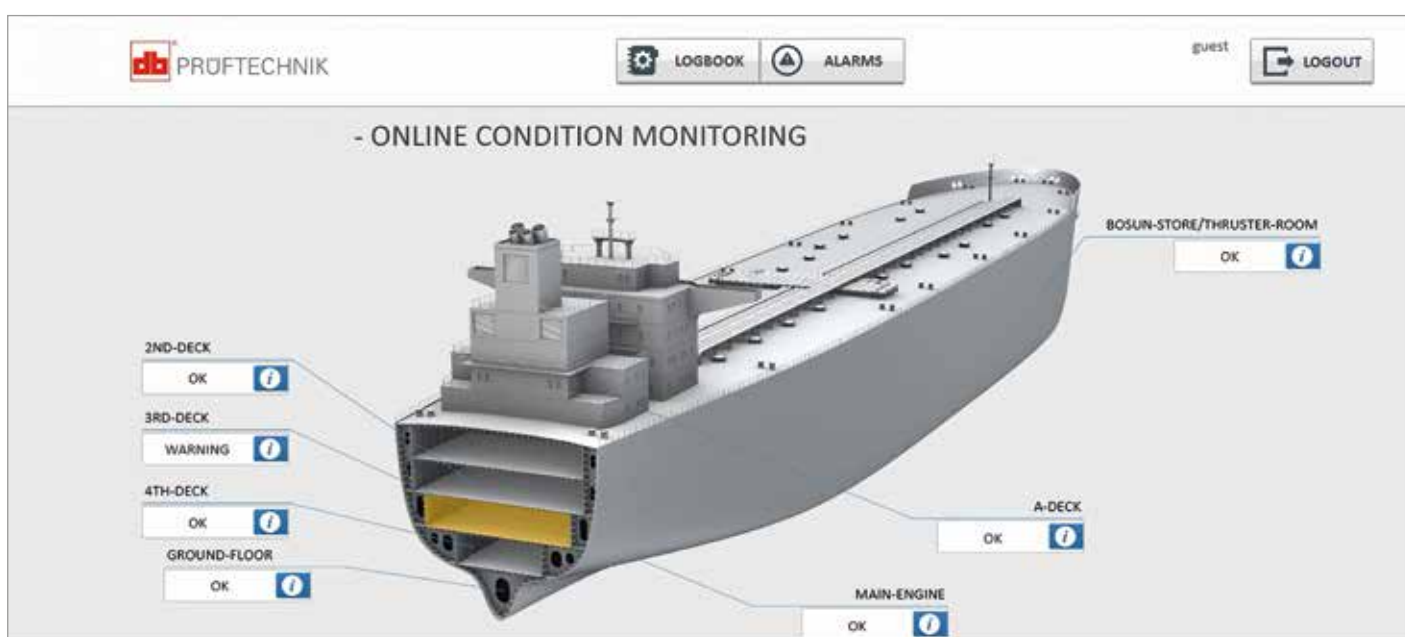 db PRÜFTECHNIK
LOGBOOK
ALARMS
guest
LOGOUT
- ONLINE CONDITION MONITORING
BOSUN-STORE/THRUSTER-ROOM
OK i
2ND-DECK
OK i
3RD-DECK
WARNING i
4TH-DECK
OK i
GROUND-FLOOR
OK i
A-DECK
OK i
MAIN-ENGINE
OK i